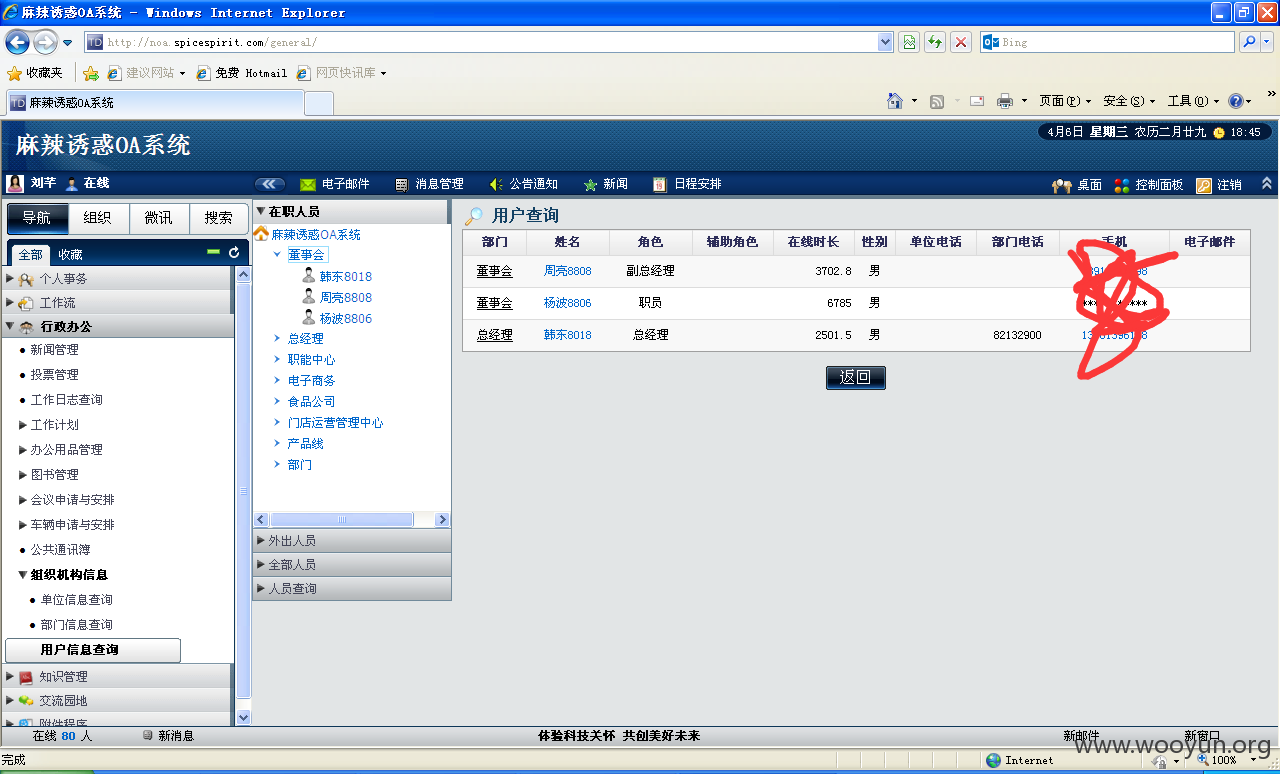 麻辣诱惑OA系统 - Windows Internet Explorer
http://noa.spicespirit.com/general/
Bing
收藏夹 建议网站 免费 Hotmail 网页快讯库
麻辣诱惑OA系统
页面(P) 安全(S) 工具(O)
麻辣诱惑OA系统
4月6日 星期三 农历二月廿九 18:45
刘芊 在线
电子邮件 消息管理 公告通知 新闻 日程安排
桌面 控制面板 注销
导航 组织 微讯 搜索
全部 收藏
个人事务
工作流
行政办公
新闻管理
投票管理
工作日志查询
工作计划
办公用品管理
图书管理
会议申请与安排
车辆申请与安排
公共通讯簿
组织机构信息
单位信息查询
部门信息查询
用户信息查询
知识管理
交流园地
附件程序
在职人员
麻辣诱惑OA系统
董事会
韩东8018
周亮8808
杨波8806
总经理
职能中心
电子商务
食品公司
门店运营管理中心
产品线
部门
外出人员
全部人员
人员查询
用户查询
部门 姓名 角色 辅助角色 在线时长 性别 单位电话 部门电话 手机 电子邮件
董事会 周亮8808 副总经理 3702.8 男
董事会 杨波8806 职员 6785 男
总经理 韩东8018 总经理 2501.5 男 82132900
返回
在线 80 人 新消息 体验科技关怀 共创美好未来 新邮件 新窗口
www.wooyun.org
完成 Internet 100%